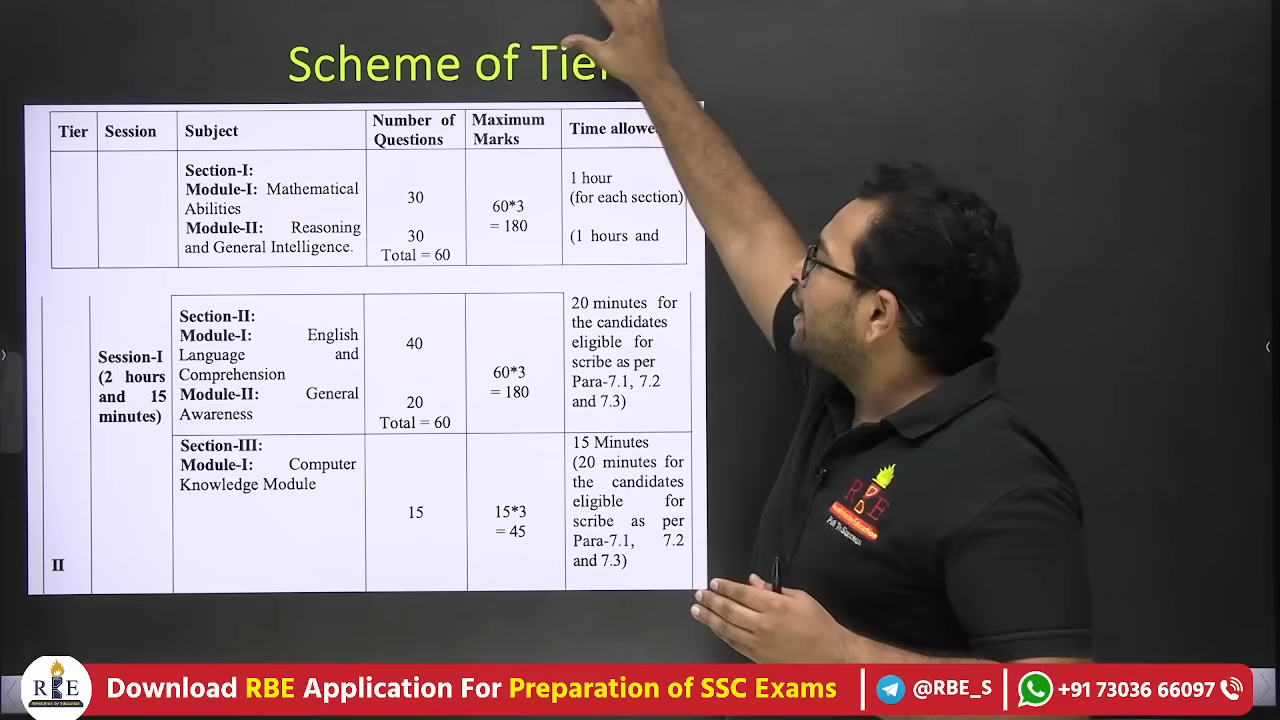 Scheme of Tier
Tier Session Subject Number of Questions Maximum Marks Time allowe
Section-I:
Module-I: Mathematical
Abilities
Module-II: Reasoning
and General Intelligence.
30
30
Total = 60
60*3
= 180
1 hour
(for each section)
(1 hours and
Session-I
(2 hours
and 15
minutes)
Section-II:
Module-I: English
Language and
Comprehension
Module-II: General
Awareness
40
20
Total = 60
60*3
= 180
20 minutes for
the candidates
eligible for
scribe as per
Para-7.1, 7.2
and 7.3)
II
Section-III:
Module-I: Computer
Knowledge Module
15
15*3
= 45
15 Minutes
(20 minutes for
the candidates
eligible for
scribe as per
Para-7.1, 7.2
and 7.3)
RBE
RBE
Revolution By Education
Download RBE Application For Preparation of SSC Exams
@RBE_S
+91 73036 66097